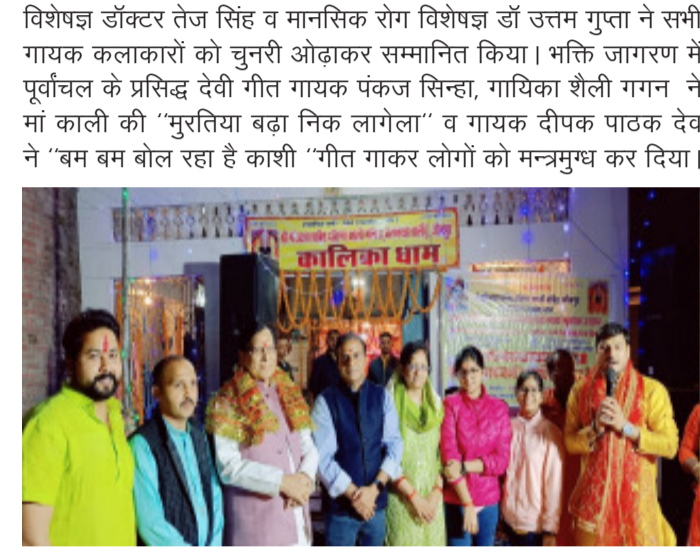 विशेषज्ञ डॉक्टर तेज सिंह व मानसिक रोग विशेषज्ञ डॉ उत्तम गुप्ता ने सभी
गायक कलाकारों को चुनरी ओढ़ाकर सम्मानित किया। भक्ति जागरण में
पूर्वांचल के प्रसिद्ध देवी गीत गायक पंकज सिन्हा, गायिका शैली गगन ने
मां काली की ‘‘मुरतिया बढ़ा निक लागेला‘‘ व गायक दीपक पाठक देव
ने ‘‘बम बम बोल रहा है काशी ‘‘गीत गाकर लोगों को मन्त्रमुग्ध कर दिया।
कालिका धाम